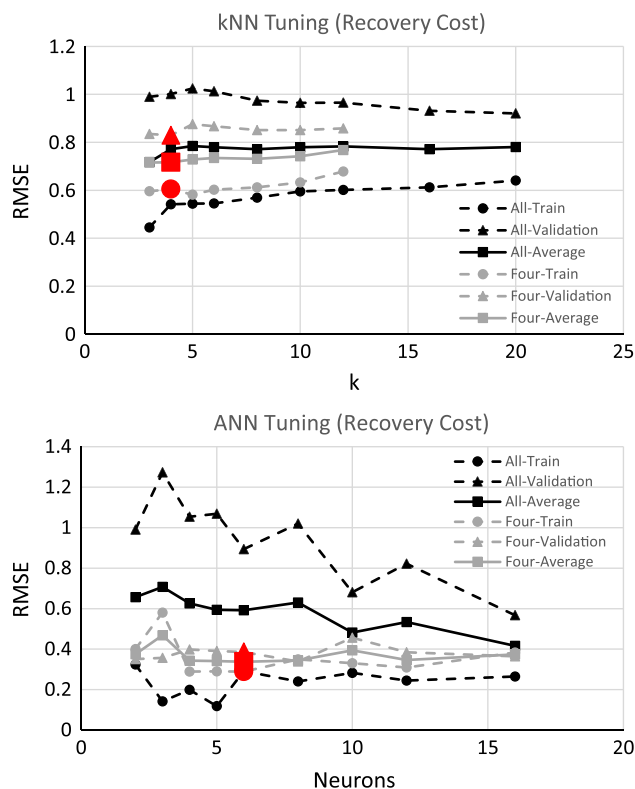 kNN Tuning (Recovery Cost)
1.2
1
0.8
0.6
0.4
0.2
0
RMSE
All-Train
All-Validation
All-Average
Four-Train
Four-Validation
Four-Average
0 5 10 15 20 25
k
ANN Tuning (Recovery Cost)
1.4
1.2
1
0.8
0.6
0.4
0.2
0
RMSE
All-Train
All-Validation
All-Average
Four-Train
Four-Validation
Four-Average
0 5 10 15 20
Neurons